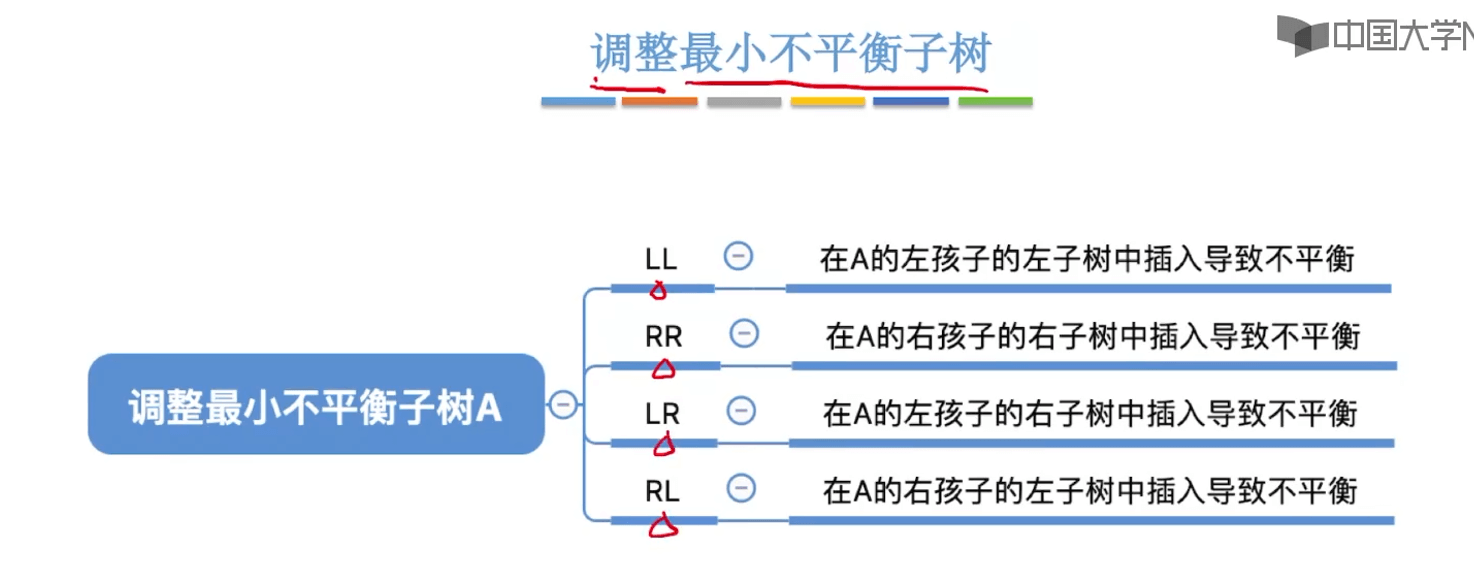 中国大学
调整最小不平衡子树
LL 在A的左孩子的左子树中插入导致不平衡
RR 在A的右孩子的右子树中插入导致不平衡
调整最小不平衡子树A
LR 在A的左孩子的右子树中插入导致不平衡
RL 在A的右孩子的左子树中插入导致不平衡